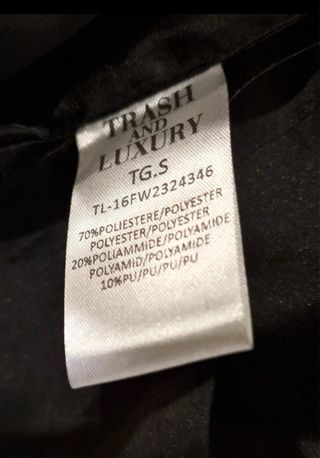 TRASH
AND
LUXURY
TG.S
TL-16FW2324346
70%POLIESTERE/POLYESTER
POLYESTER/POLYESTER
20%POLIAMMIDE/POLYAMIDE
POLYAMID/POLYAMIDE
10%PU/PU/PU/PU